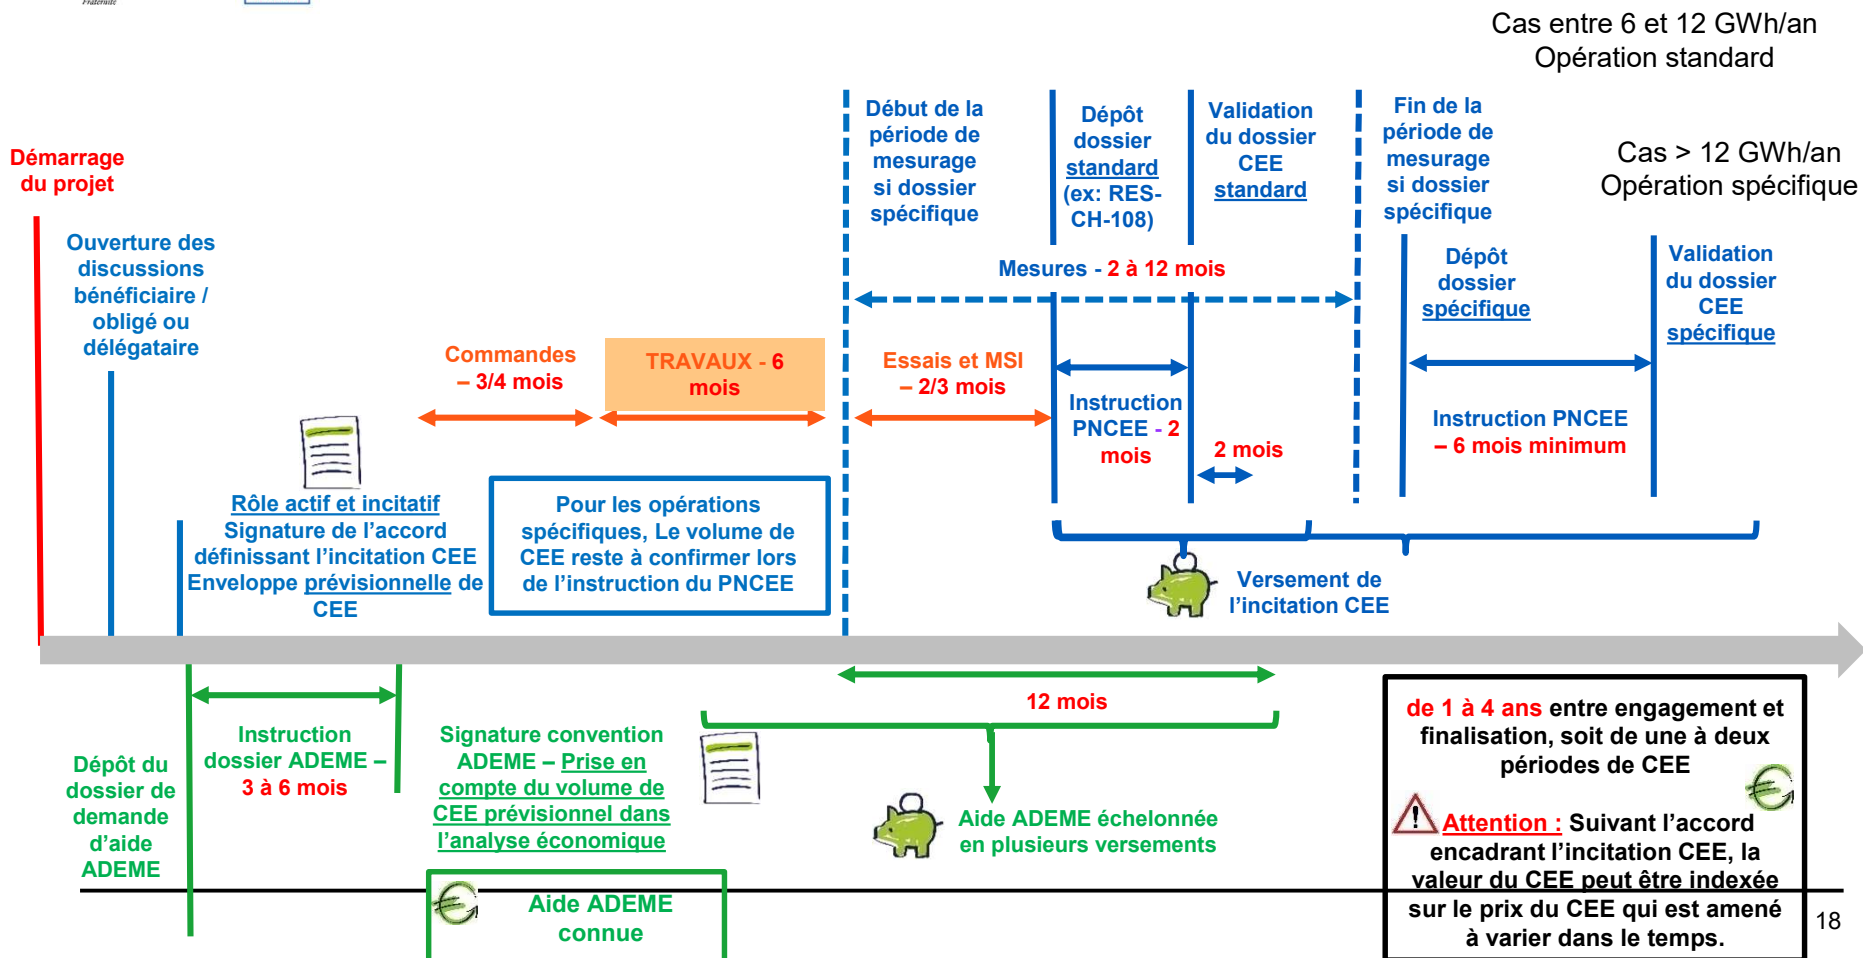 Fraternité
Cas entre 6 et 12 GWh/an
Opération standard
Cas > 12 GWh/an
Opération spécifique
Démarrage
du projet
Ouverture des
discussions
bénéficiaire /
obligé ou
délégataire
Rôle actif et incitatif
Signature de l’accord
définissant l’incitation CEE
Enveloppe prévisionnelle de
CEE
Commandes
– 3/4 mois
TRAVAUX - 6
mois
Pour les opérations
spécifiques, Le volume de
CEE reste à confirmer lors
de l’instruction du PNCEE
Début de la
période de
mesurage
si dossier
spécifique
Dépôt
dossier
standard
(ex: RES-
CH-108)
Validation
du dossier
CEE
standard
Fin de la
période de
mesurage
si dossier
spécifique
Mesures - 2 à 12 mois
Essais et MSI
– 2/3 mois
Instruction
PNCEE - 2
mois
2 mois
Dépôt
dossier
spécifique
Validation
du dossier
CEE
spécifique
Instruction PNCEE
– 6 mois minimum
Versement de
l’incitation CEE
Dépôt du
dossier de
demande
d’aide
ADEME
Instruction
dossier ADEME –
3 à 6 mois
Signature convention
ADEME – Prise en
compte du volume de
CEE prévisionnel dans
l’analyse économique
Aide ADEME
connue
12 mois
Aide ADEME échelonnée
en plusieurs versements
de 1 à 4 ans entre engagement et
finalisation, soit de une à deux
périodes de CEE
Attention : Suivant l’accord
encadrant l’incitation CEE, la
valeur du CEE peut être indexée
sur le prix du CEE qui est amené
à varier dans le temps.
18